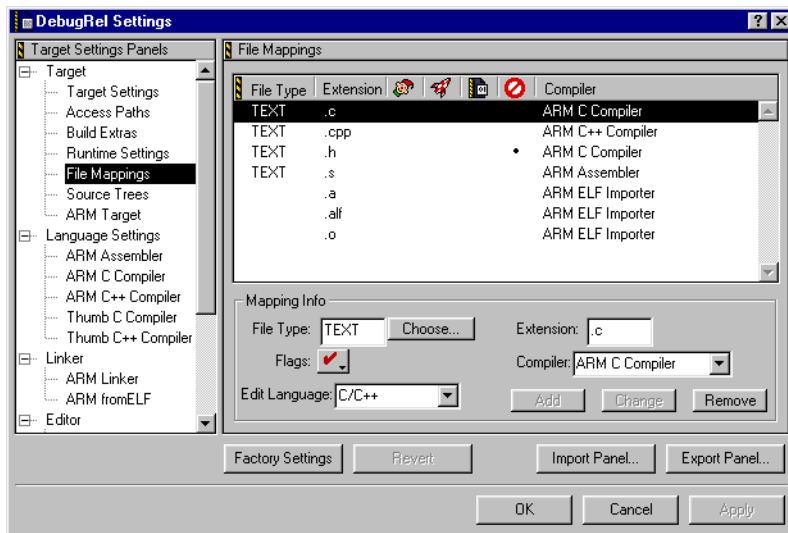 DebugRel Settings
Target Settings Panels
Target
Target Settings
Access Paths
Build Extras
Runtime Settings
File Mappings
Source Trees
ARM Target
Language Settings
ARM Assembler
ARM C Compiler
ARM C++ Compiler
Thumb C Compiler
Thumb C++ Compiler
Linker
ARM Linker
ARM fromELF
Editor
File Mappings
File Type Extension Compiler
TEXT .c ARM C Compiler
TEXT .cpp ARM C++ Compiler
TEXT .h • ARM C Compiler
TEXT .s ARM Assembler
.a ARM ELF Importer
.alf ARM ELF Importer
.o ARM ELF Importer
Mapping Info
File Type: TEXT Choose... Extension: .c
Flags: Compiler: ARM C Compiler
Edit Language: C/C++ Add Change Remove
Factory Settings Revert Import Panel... Export Panel...
OK Cancel Apply